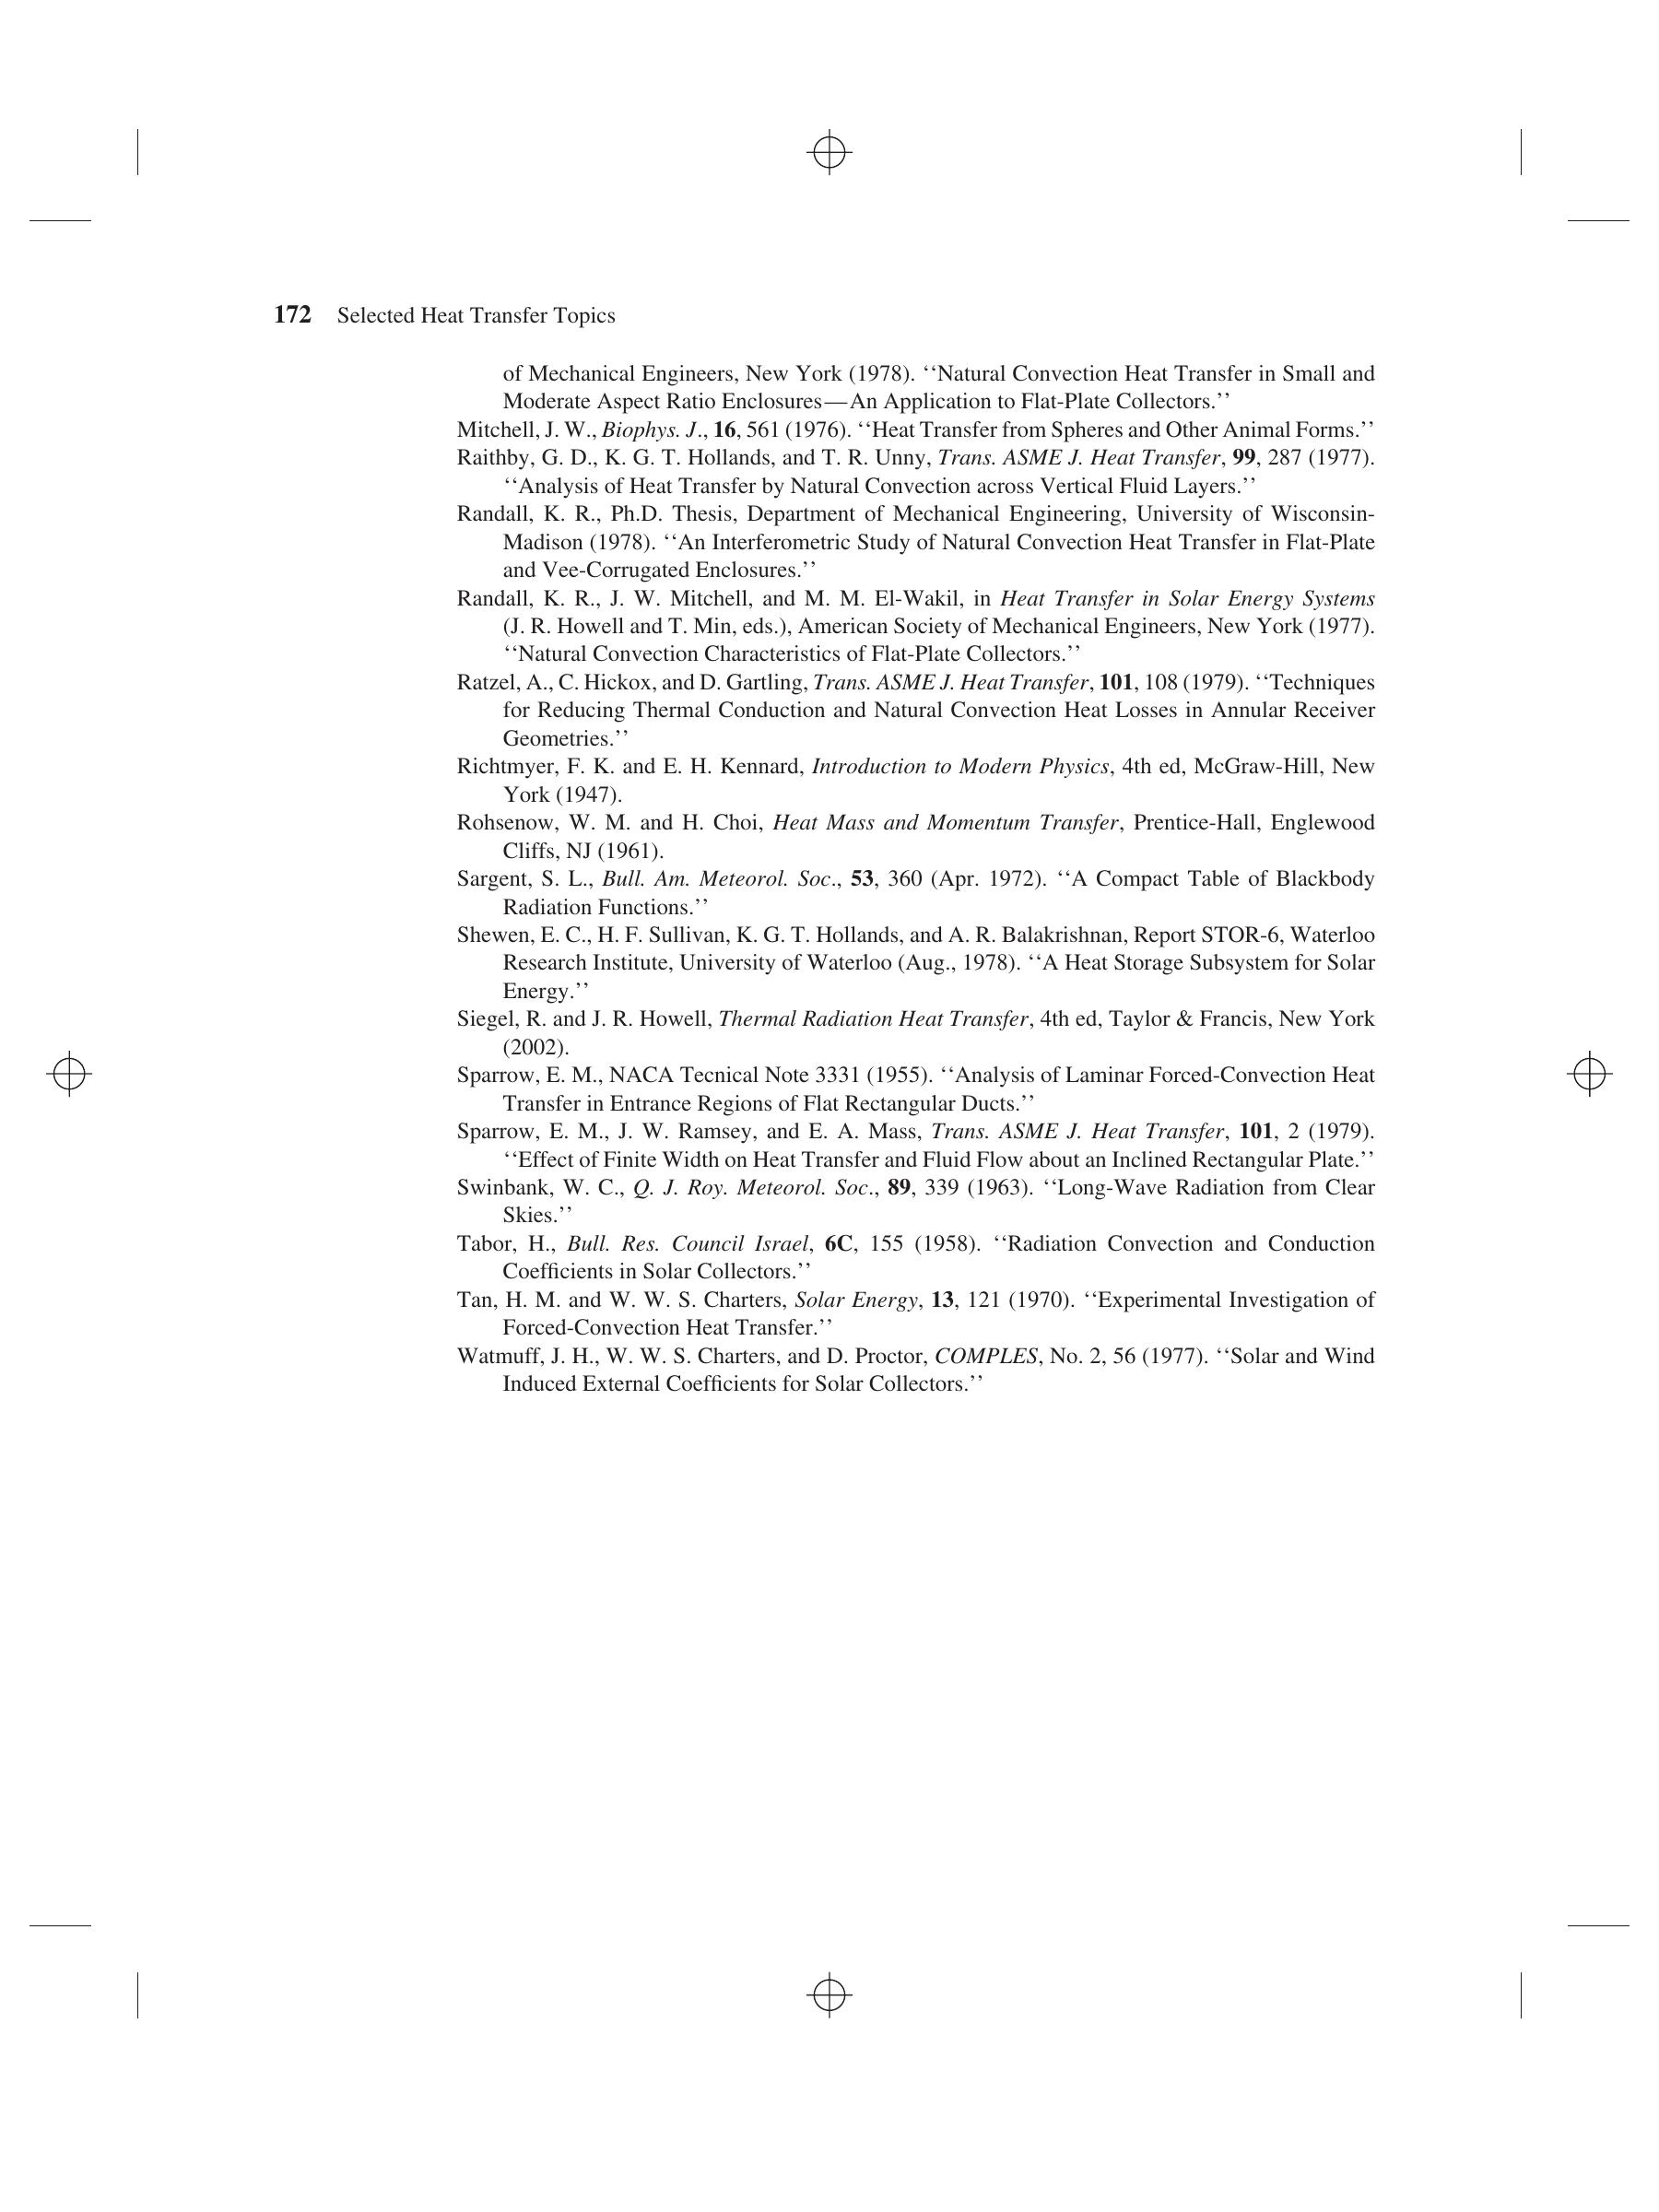 172 Selected Heat Transfer Topics
of Mechanical Engineers, New York (1978). ‘‘Natural Convection Heat Transfer in Small and
Moderate Aspect Ratio Enclosures—An Application to Flat-Plate Collectors.’’
Mitchell, J. W., Biophys. J., 16, 561 (1976). ‘‘Heat Transfer from Spheres and Other Animal Forms.’’
Raithby, G. D., K. G. T. Hollands, and T. R. Unny, Trans. ASME J. Heat Transfer, 99, 287 (1977).
‘‘Analysis of Heat Transfer by Natural Convection across Vertical Fluid Layers.’’
Randall, K. R., Ph.D. Thesis, Department of Mechanical Engineering, University of Wisconsin-
Madison (1978). ‘‘An Interferometric Study of Natural Convection Heat Transfer in Flat-Plate
and Vee-Corrugated Enclosures.’’
Randall, K. R., J. W. Mitchell, and M. M. El-Wakil, in Heat Transfer in Solar Energy Systems
(J. R. Howell and T. Min, eds.), American Society of Mechanical Engineers, New York (1977).
‘‘Natural Convection Characteristics of Flat-Plate Collectors.’’
Ratzel, A., C. Hickox, and D. Gartling, Trans. ASME J. Heat Transfer, 101, 108 (1979). ‘‘Techniques
for Reducing Thermal Conduction and Natural Convection Heat Losses in Annular Receiver
Geometries.’’
Richtmyer, F. K. and E. H. Kennard, Introduction to Modern Physics, 4th ed, McGraw-Hill, New
York (1947).
Rohsenow, W. M. and H. Choi, Heat Mass and Momentum Transfer, Prentice-Hall, Englewood
Cliffs, NJ (1961).
Sargent, S. L., Bull. Am. Meteorol. Soc., 53, 360 (Apr. 1972). ‘‘A Compact Table of Blackbody
Radiation Functions.’’
Shewen, E. C., H. F. Sullivan, K. G. T. Hollands, and A. R. Balakrishnan, Report STOR-6, Waterloo
Research Institute, University of Waterloo (Aug., 1978). ‘‘A Heat Storage Subsystem for Solar
Energy.’’
Siegel, R. and J. R. Howell, Thermal Radiation Heat Transfer, 4th ed, Taylor & Francis, New York
(2002).
Sparrow, E. M., NACA Tecnical Note 3331 (1955). ‘‘Analysis of Laminar Forced-Convection Heat
Transfer in Entrance Regions of Flat Rectangular Ducts.’’
Sparrow, E. M., J. W. Ramsey, and E. A. Mass, Trans. ASME J. Heat Transfer, 101, 2 (1979).
‘‘Effect of Finite Width on Heat Transfer and Fluid Flow about an Inclined Rectangular Plate.’’
Swinbank, W. C., Q. J. Roy. Meteorol. Soc., 89, 339 (1963). ‘‘Long-Wave Radiation from Clear
Skies.’’
Tabor, H., Bull. Res. Council Israel, 6C, 155 (1958). ‘‘Radiation Convection and Conduction
Coefficients in Solar Collectors.’’
Tan, H. M. and W. W. S. Charters, Solar Energy, 13, 121 (1970). ‘‘Experimental Investigation of
Forced-Convection Heat Transfer.’’
Watmuff, J. H., W. W. S. Charters, and D. Proctor, COMPLES, No. 2, 56 (1977). ‘‘Solar and Wind
Induced External Coefficients for Solar Collectors.’’